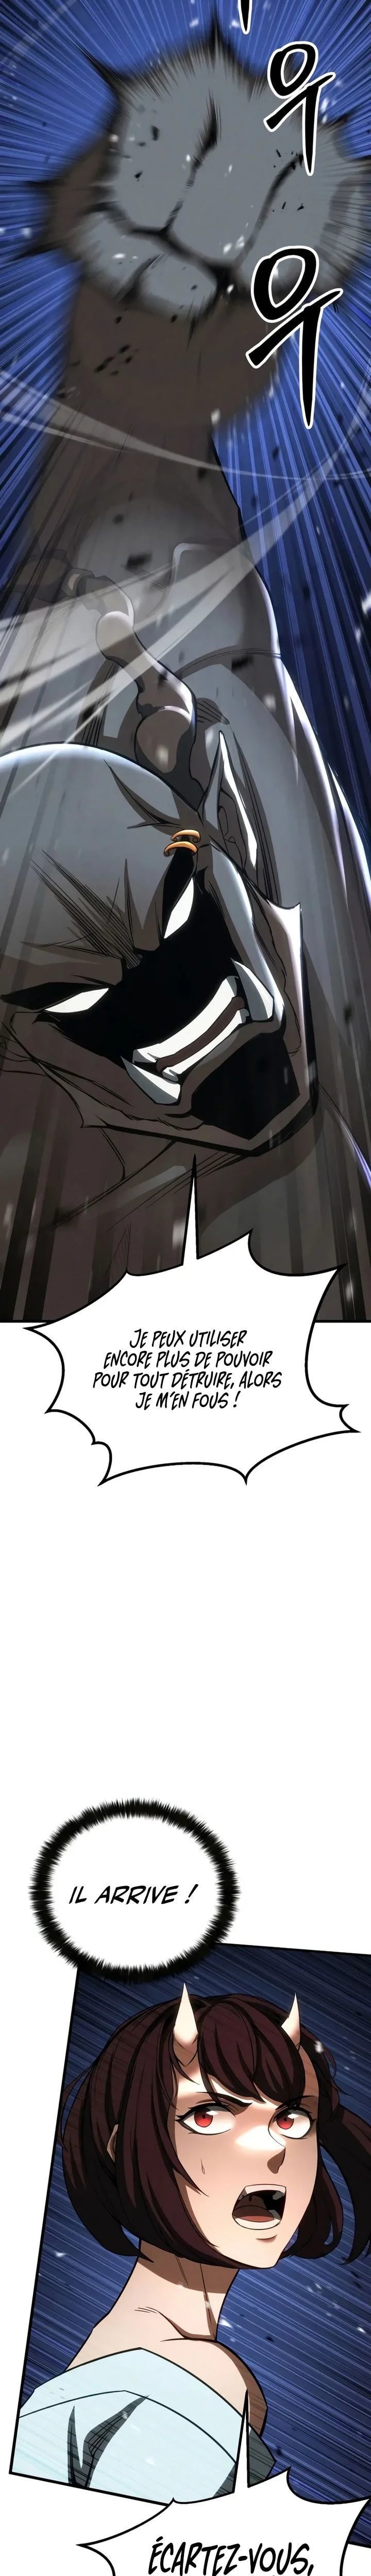 우
우
JE PEUX UTILISER
ENCORE PLUS DE POUVOIR
POUR TOUT DÉTRUIRE, ALORS
JE M'EN FOUS !
IL ARRIVE !
ÉCARTEZ-VOUS,